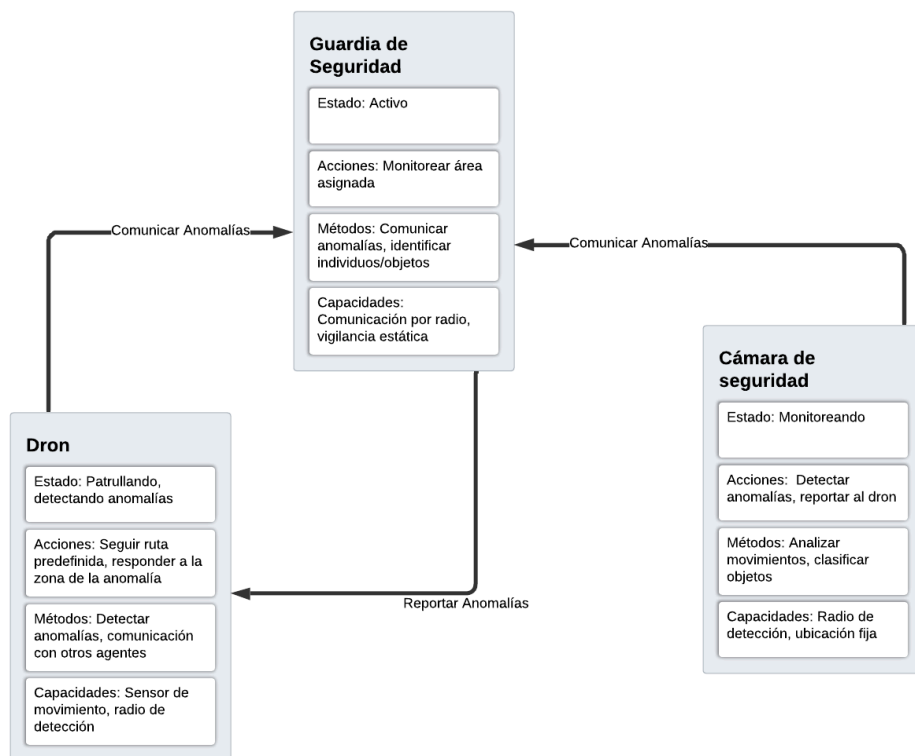 Guardia de
Seguridad
Estado: Activo
Acciones: Monitorear área
asignada
Métodos: Comunicar
anomalías, identificar
individuos/objetos
Capacidades:
Comunicación por radio,
vigilancia estática
Comunicar Anomalías
Comunicar Anomalías
Dron
Estado: Patrullando,
detectando anomalías
Acciones: Seguir ruta
predefinida, responder a la
zona de la anomalía
Métodos: Detectar
anomalías, comunicación
con otros agentes
Capacidades: Sensor de
movimiento, radio de
detección
Reportar Anomalías
Cámara de
seguridad
Estado: Monitoreando
Acciones:  Detectar
anomalías, reportar al dron
Métodos: Analizar
movimientos, clasificar
objetos
Capacidades: Radio de
detección, ubicación fija